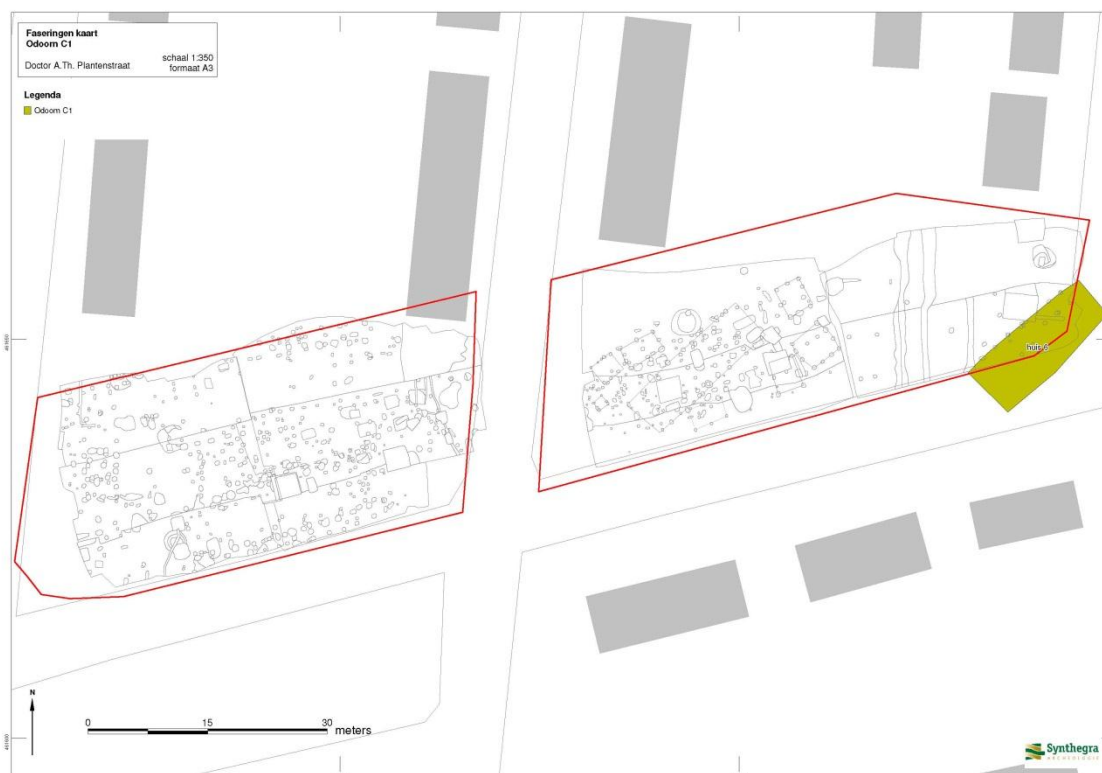 Faseringen kaart
Odoorn C1
Doctor A.Th. Plantenstraat
schaal 1:350
formaat A3
Legenda
Odoorn C1
huis 6
N
0 15 30 meters
Synthegra
ARCHEOLOGIE